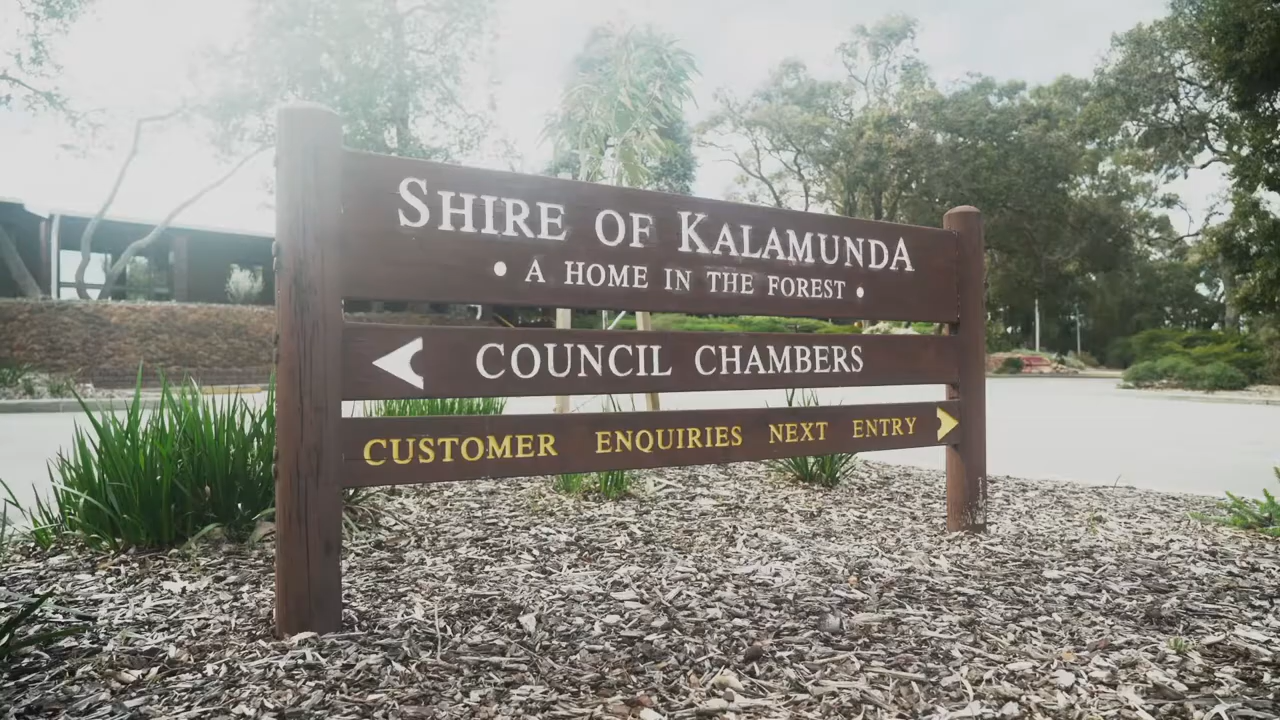 SHIRE OF KALAMUNDA
• A HOME IN THE FOREST •
COUNCIL CHAMBERS
CUSTOMER ENQUIRIES NEXT ENTRY